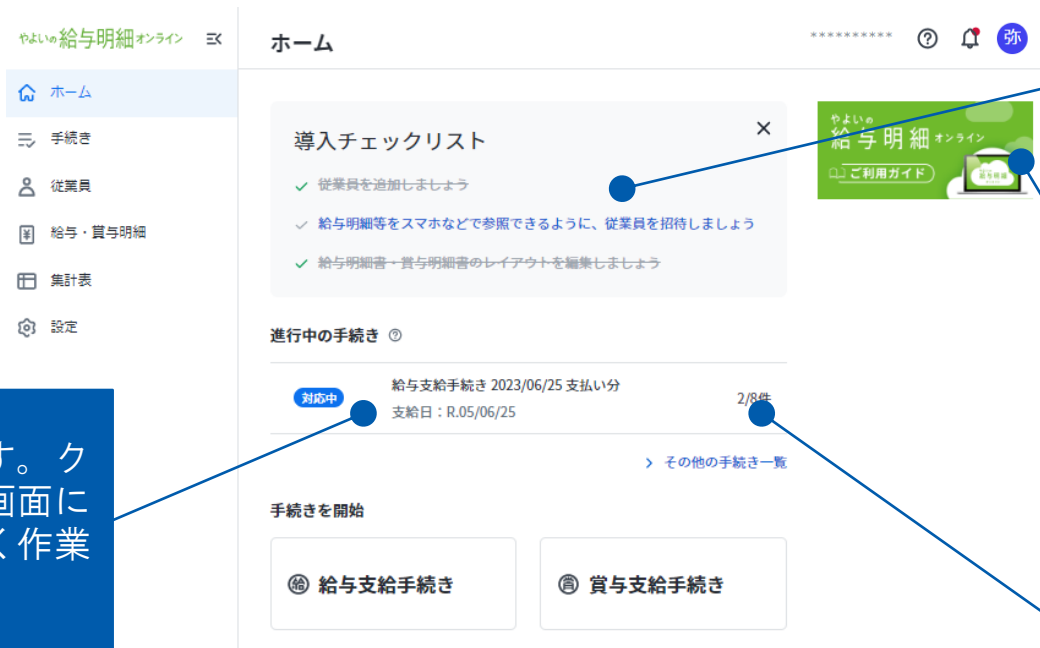 やよいの給与明細オンライン
ホーム
**********
弥
ホーム
手続き
従業員
給与・賞与明細
集計表
設定
導入チェックリスト
従業員を追加しましょう
給与明細等をスマホなどで参照できるように、従業員を招待しましょう
給与明細書・賞与明細書のレイアウトを編集しましょう
やよいの
給与明細オンライン
ご利用ガイド
進行中の手続き
対応中
給与支給手続き 2023/06/25 支払い分
支給日：R.05/06/25
2/8件
その他の手続き一覧
す。ク
画面に
く作業
手続きを開始
給 給与支給手続き
賞 賞与支給手続き